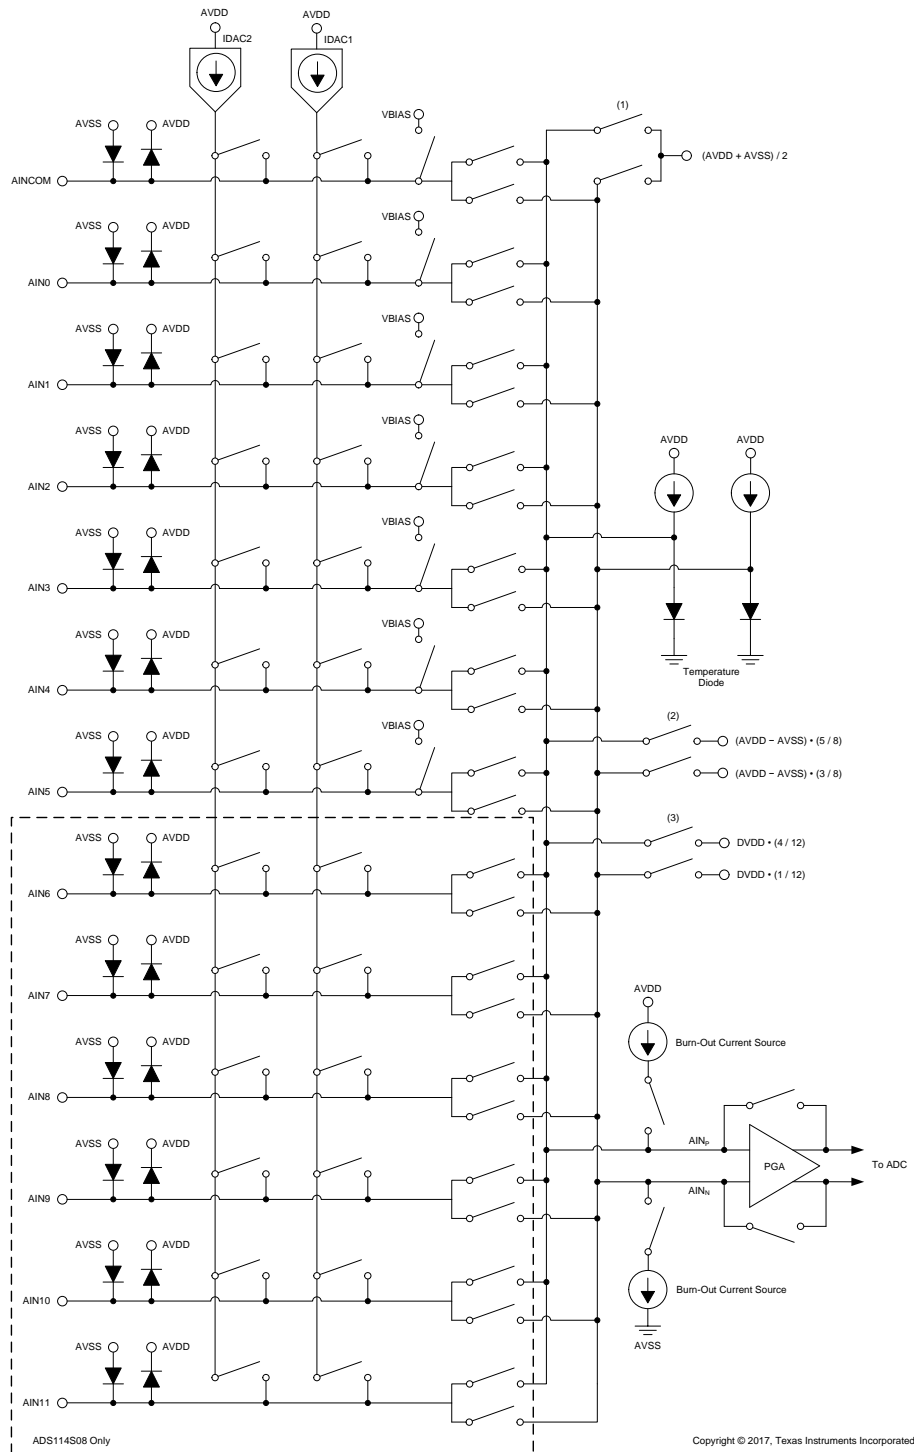 AVDD
AVDD
IDAC2
IDAC1
VBIAS
(1)
AVSS
AVDD
(AVDD + AVSS) / 2
AINCOM
VBIAS
AVSS
AVDD
AIN0
VBIAS
AVSS
AVDD
AIN1
VBIAS
AVSS
AVDD
AVDD
AVDD
AIN2
VBIAS
AVSS
AVDD
AIN3
VBIAS
AVSS
AVDD
Temperature
Diode
AIN4
VBIAS
(2)
AVSS
AVDD
(AVDD – AVSS) • (5 / 8)
(AVDD – AVSS) • (3 / 8)
AIN5
(3)
AVSS
AVDD
DVDD • (4 / 12)
DVDD • (1 / 12)
AIN6
AVSS
AVDD
AIN7
AVDD
AVSS
AVDD
Burn-Out Current Source
AIN8
AVSS
AVDD
AINP
PGA
To ADC
AINN
AIN9
AVSS
AVDD
Burn-Out Current Source
AIN10
AVSS
AVSS
AVDD
AIN11
ADS114S08 Only
Copyright © 2017, Texas Instruments Incorporated